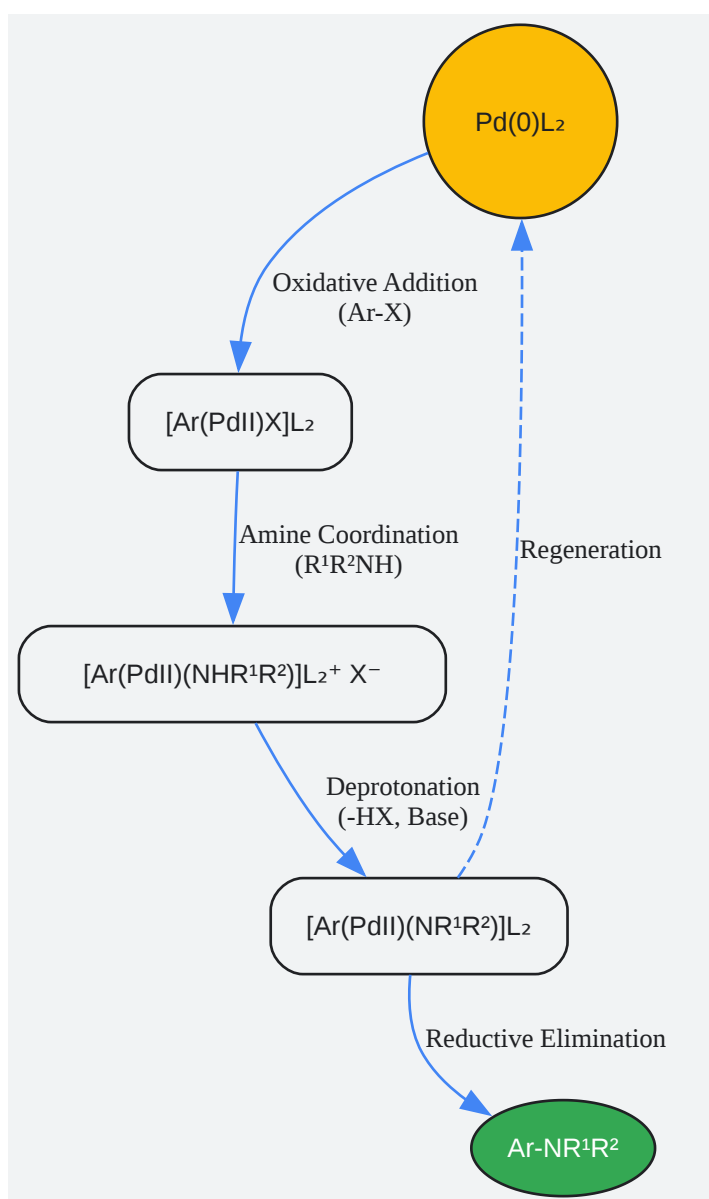 Pd(0)L₂
Oxidative Addition
(Ar-X)
[Ar(PdII)X]L₂
Amine Coordination
(R¹R²NH)
Regeneration
[Ar(PdII)(NHR¹R²)]L₂⁺ X⁻
Deprotonation
(-HX, Base)
[Ar(PdII)(NR¹R²)]L₂
Reductive Elimination
Ar-NR¹R²